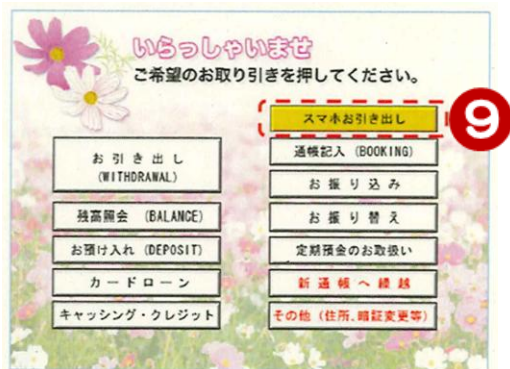 いらっしゃいませ
ご希望のお取り引きを押してください。
スマホお引き出し
9
お引き出し
(WITHDRAWAL)
通帳記入 (BOOKING)
お振り込み
残高照会 (BALANCE)
お振り替え
お預け入れ (DEPOSIT)
定期預金のお取扱い
カードローン
新通帳へ繰越
キャッシング・クレジット
その他 (住所、暗証変更等)